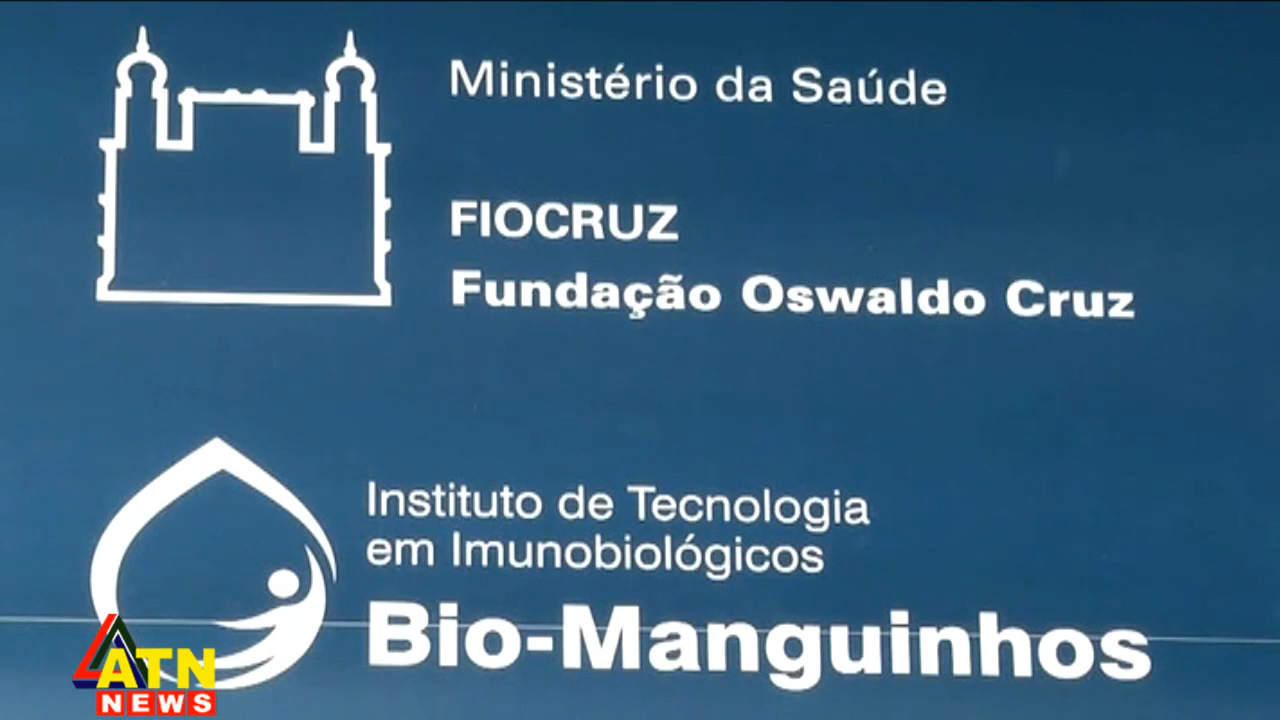 Ministério da Saúde
FIOCRUZ
Fundação Oswaldo Cruz
Instituto de Tecnologia
em Imunobiológicos
Bio-Manguinhos
ATN
NEWS